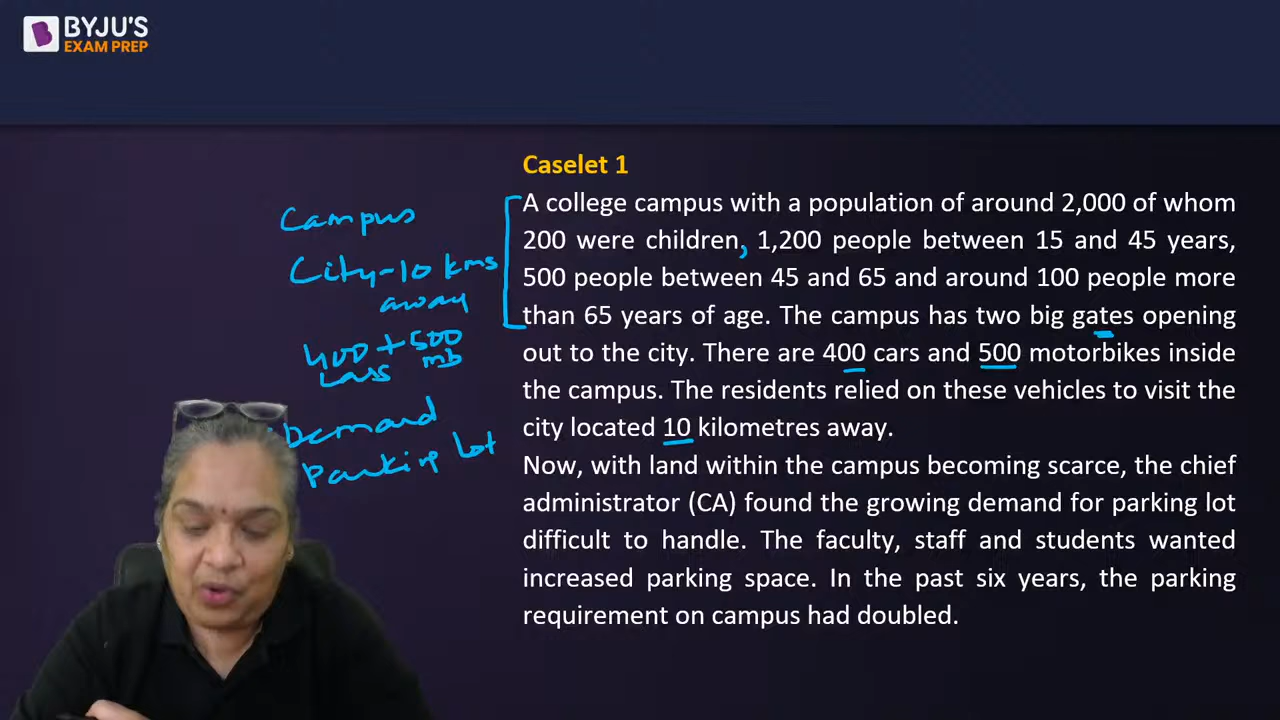 BYJU'S
EXAM PREP
Campus
City-10 kms
away
400 + 500
cars mb
Demand
Parking lot
Caselet 1
A college campus with a population of around 2,000 of whom
200 were children, 1,200 people between 15 and 45 years,
500 people between 45 and 65 and around 100 people more
than 65 years of age. The campus has two big gates opening
out to the city. There are 400 cars and 500 motorbikes inside
the campus. The residents relied on these vehicles to visit the
city located 10 kilometres away.
Now, with land within the campus becoming scarce, the chief
administrator (CA) found the growing demand for parking lot
difficult to handle. The faculty, staff and students wanted
increased parking space. In the past six years, the parking
requirement on campus had doubled.